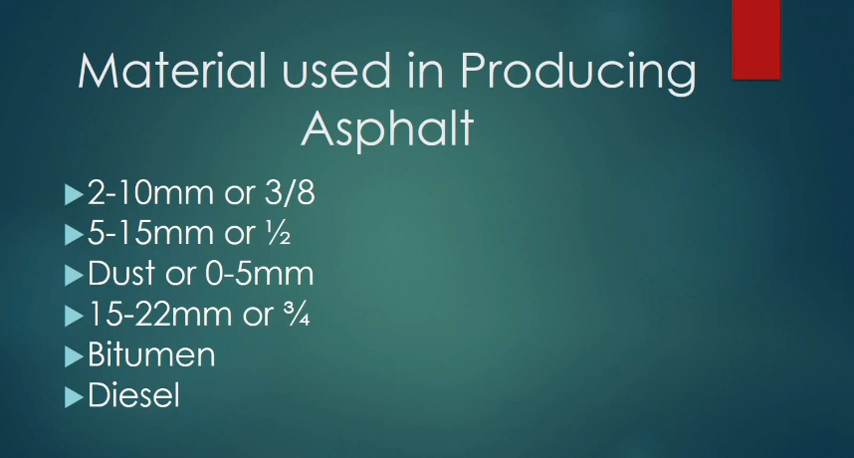 Material used in Producing
Asphalt
2-10mm or 3/8
5-15mm or ½
Dust or 0-5mm
15-22mm or ¾
Bitumen
Diesel